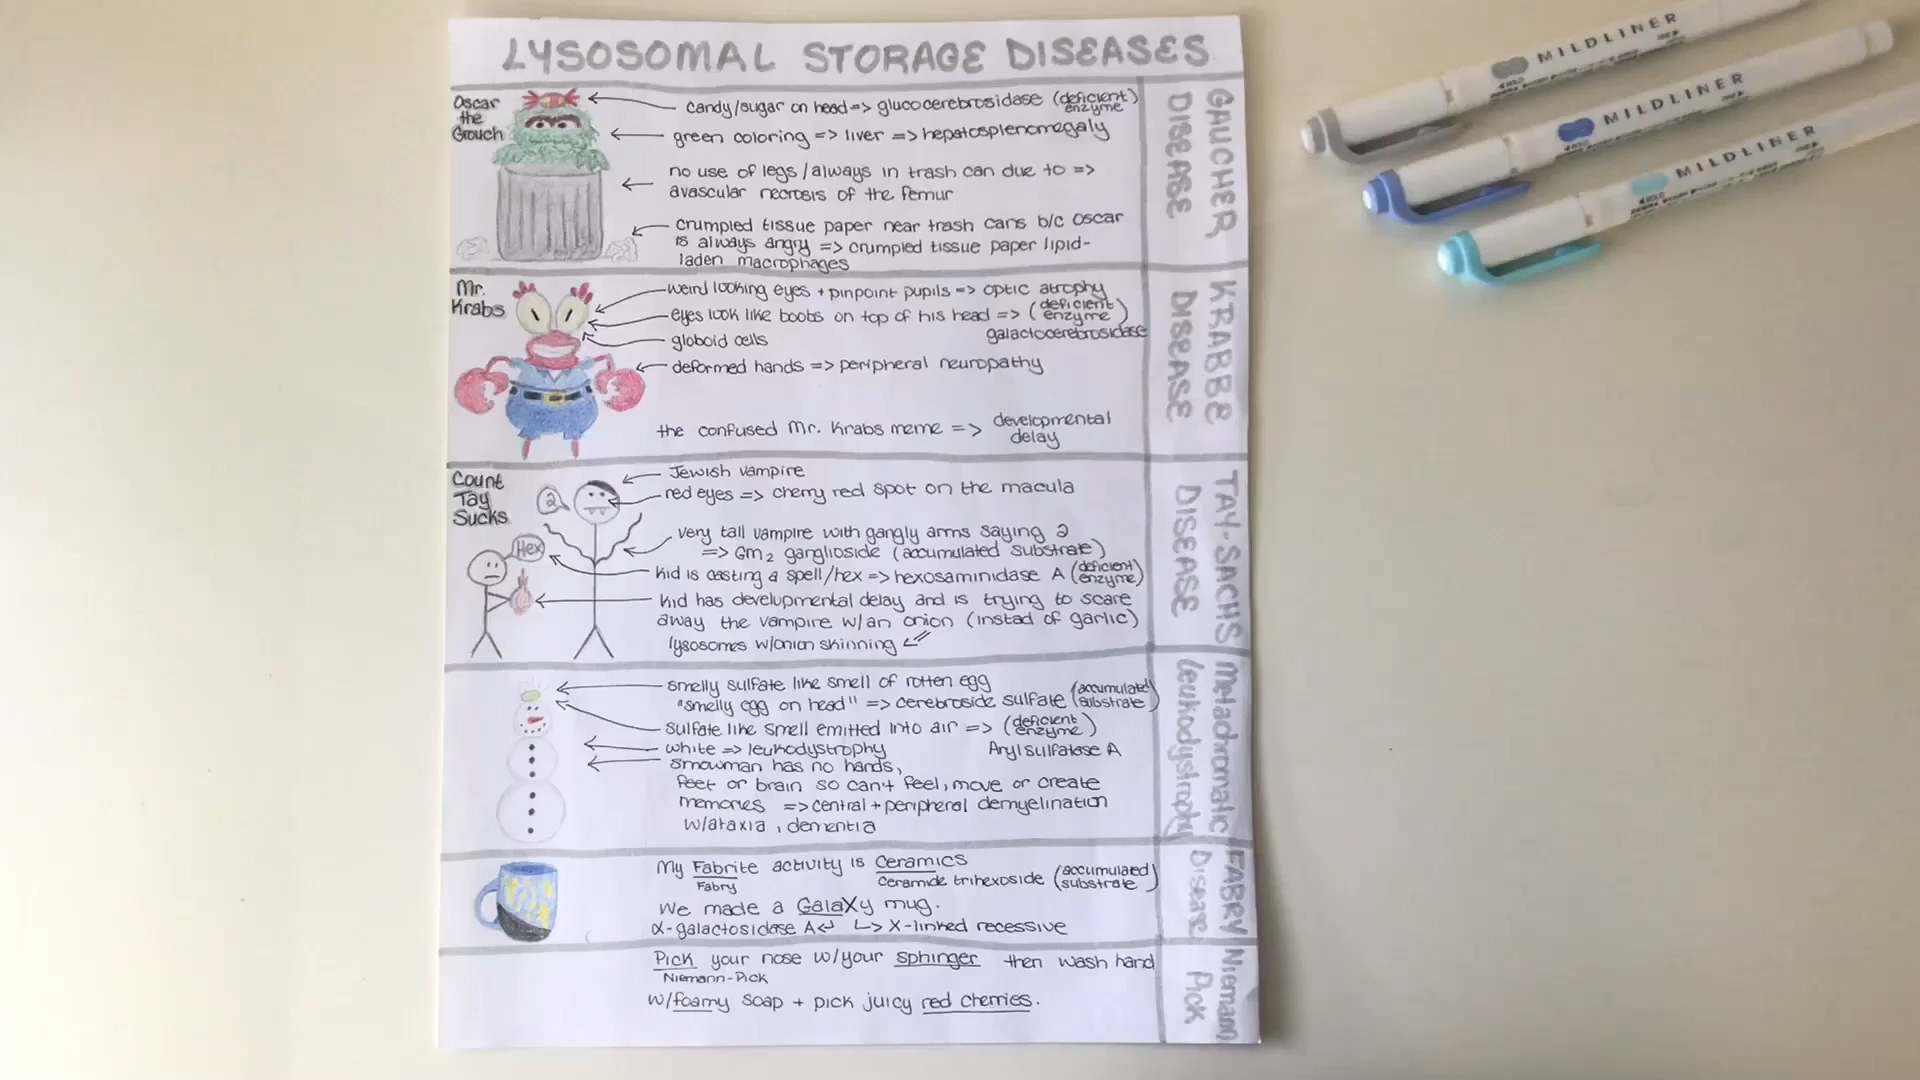 LYSOSOMAL STORAGE DISEASES
Oscar
the
Grouch
candy/sugar on head => glucocerebrosidase (deficient
enzyme)
green coloring => liver => hepatosplenomegaly
no use of legs/always in trash can due to =>
avascular necrosis of the femur
crumpled tissue paper near trash cans b/c oscar
is always angry => crumpled tissue paper lipid-
laden macrophages
GAUCHER
DISEASE
Mr.
Krabs
weird looking eyes + pinpoint pupils => optic atrophy
eyes look like boobs on top of his head => (deficient
enzyme)
galactocerebrosidase
globoid cells
deformed hands => peripheral neuropathy
the confused Mr. Krabs meme => developmental
delay
KRABBE
DISEASE
Count
Tay
Sucks
2
Hex
Jewish vampire
red eyes => cherry red spot on the macula
very tall vampire with gangly arms saying 2
=> Gm2 ganglioside (accumulated substrate)
kid is casting a spell/hex => hexosaminidase A (deficient
enzyme)
kid has developmental delay and is trying to scare
away the vampire w/an onion (instad of garlic)
lysosomes w/onion skinning
TAY-SACHS
DISEASE
smelly sulfate like smell of rotten egg
"smelly egg on head" => cerebroside sulfate (accumulated
substrate)
sulfate like smell emitted into air => (deficient
enzyme)
Arylsulfatase A
white => leukodystrophy
snowman has no hands,
feet or brain so can't feel, move or create
memories => central + peripheral demyelination
w/ataxia, dementia
Metachromatic
leukodystrophy
My Fabrite activity is Ceramics
Fabry
Ceramide trihexoside (accumulated
substrate)
We made a GalaXy mug.
α-galactosidase A X-linked recessive
FABRY
Disease
Pick your nose w/your sphinger then wash hand
Niemann-Pick
w/foamy soap + pick juicy red cherries.
Niemann
Pick
MILDLINER
MILDLINER
MILDLINER